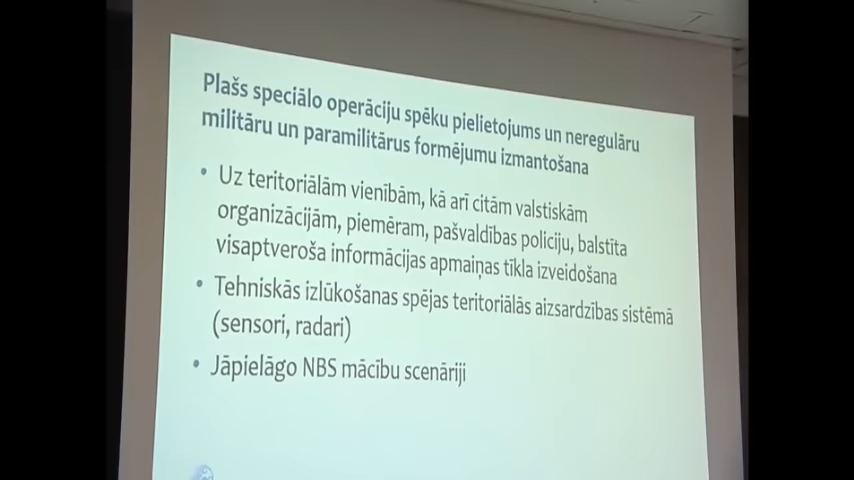 Plašs speciālo operāciju spēku pielietojums un neregulāru
militāru un paramilitārus formējumu izmantošana
• Uz teritoriālām vienībām, kā arī citām valstiskām
organizācijām, piemēram, pašvaldības policiju, balstīta
visaptveroša informācijas apmaiņas tīkla izveidošana
• Tehniskās izlūkošanas spējas teritoriālās aizsardzības sistēmā
(sensori, radari)
• Jāpielāgo NBS mācību scenāriji